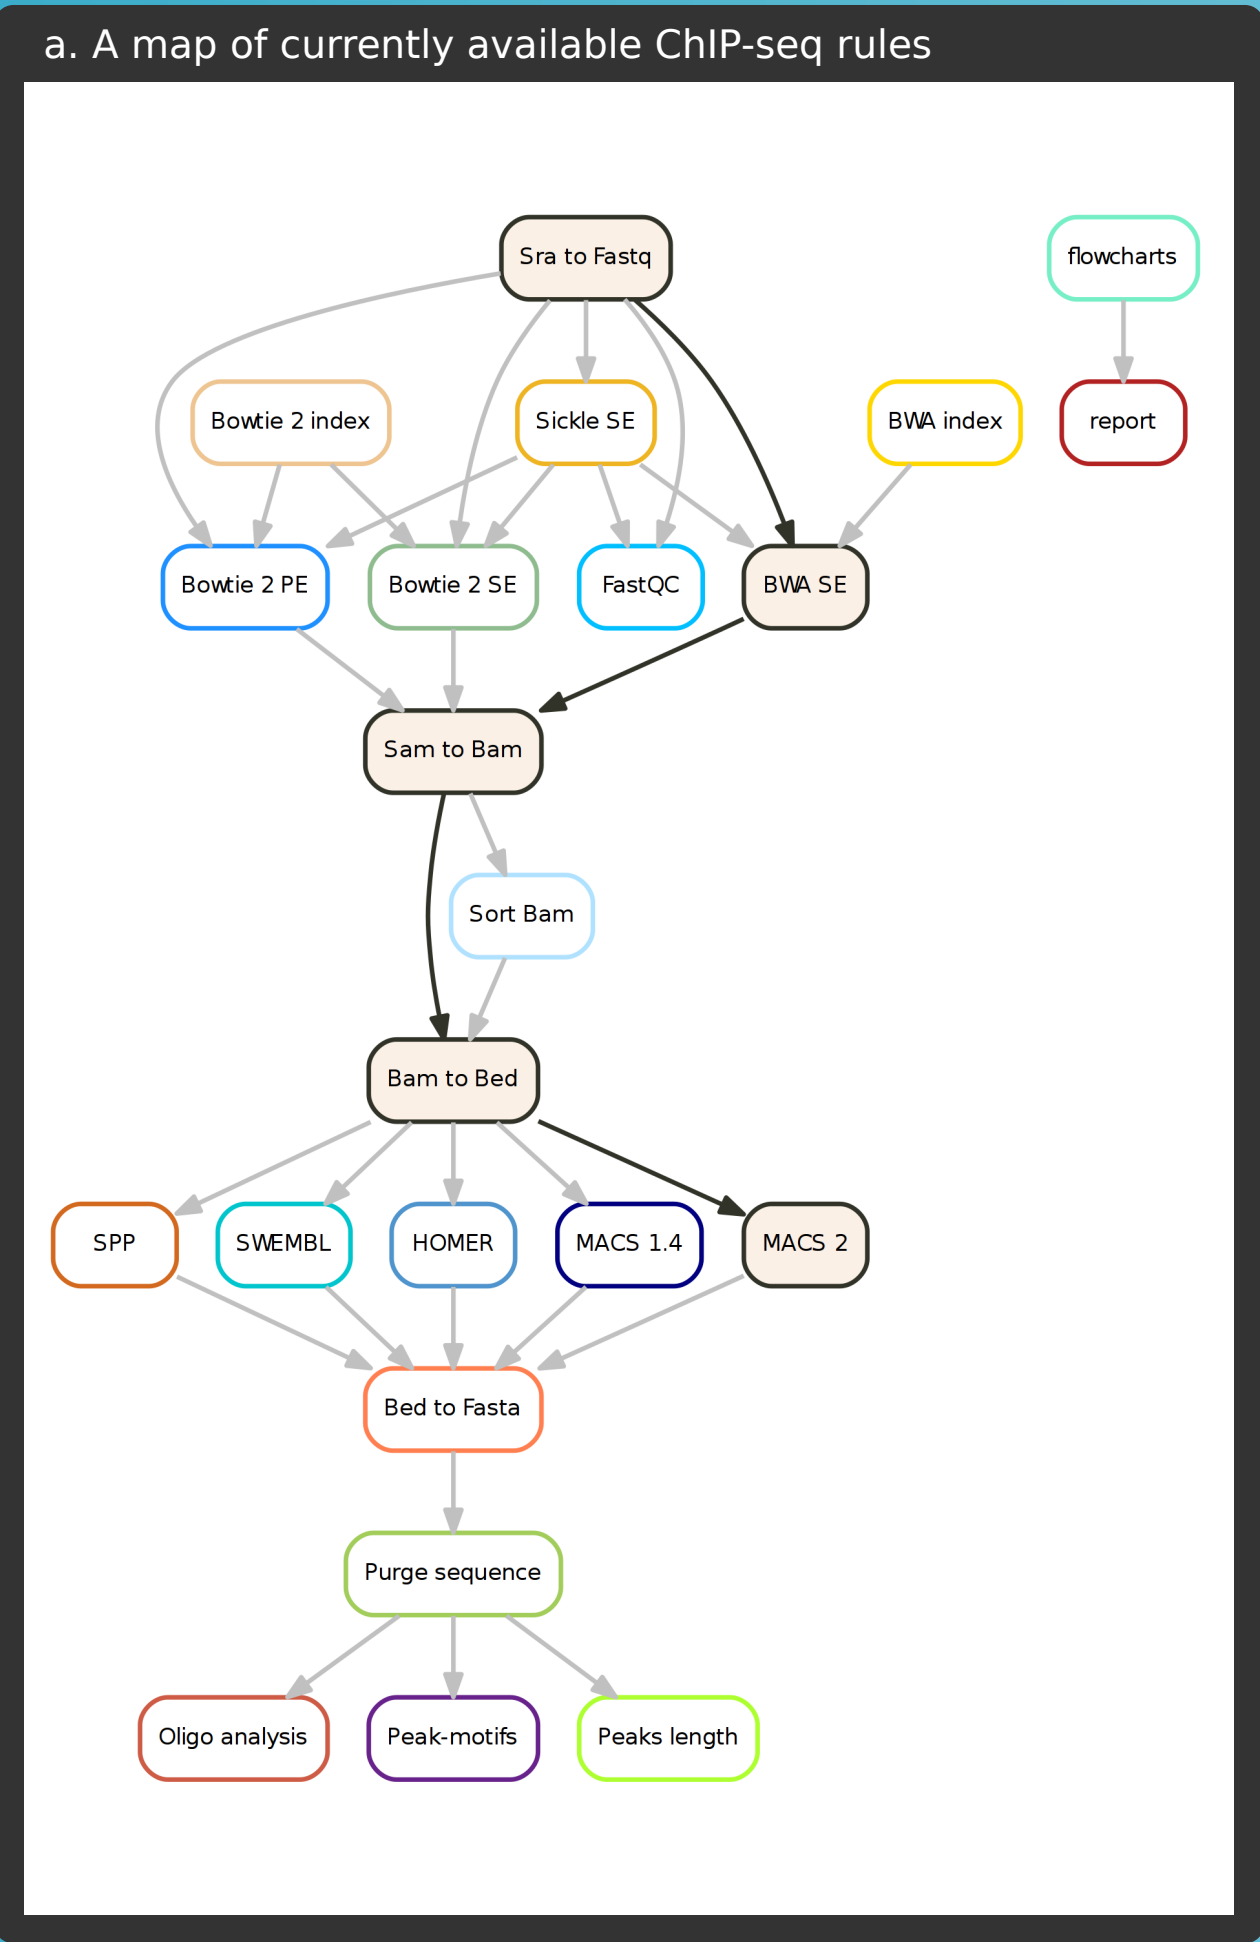 a. A map of currently available ChIP-seq rules
Sra to Fastq
flowcharts
Bowtie 2 index
Sickle SE
BWA index
report
Bowtie 2 PE
Bowtie 2 SE
FastQC
BWA SE
Sam to Bam
Sort Bam
Bam to Bed
SPP
SWEMBL
HOMER
MACS 1.4
MACS 2
Bed to Fasta
Purge sequence
Oligo analysis
Peak-motifs
Peaks length